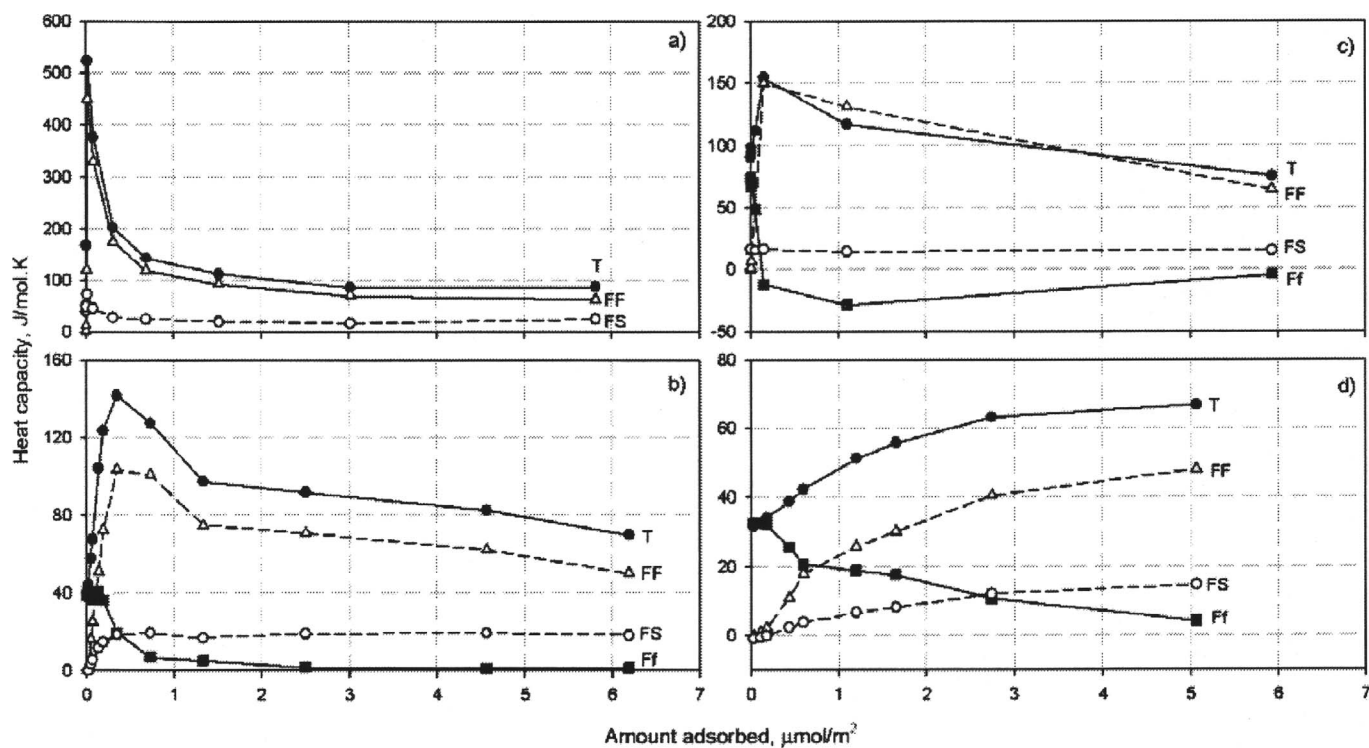 600
500
400
300
200
100
0
a)
T
FF
FS
200
150
100
50
0
-50
c)
T
FF
FS
Ff
Heat capacity, J/mol.K
160
120
80
40
0
b)
T
FF
FS
Ff
0 1 2 3 4 5 6 7
80
60
40
20
0
d)
T
FF
FS
Ff
0 1 2 3 4 5 6 7
Amount adsorbed, μmol/m²